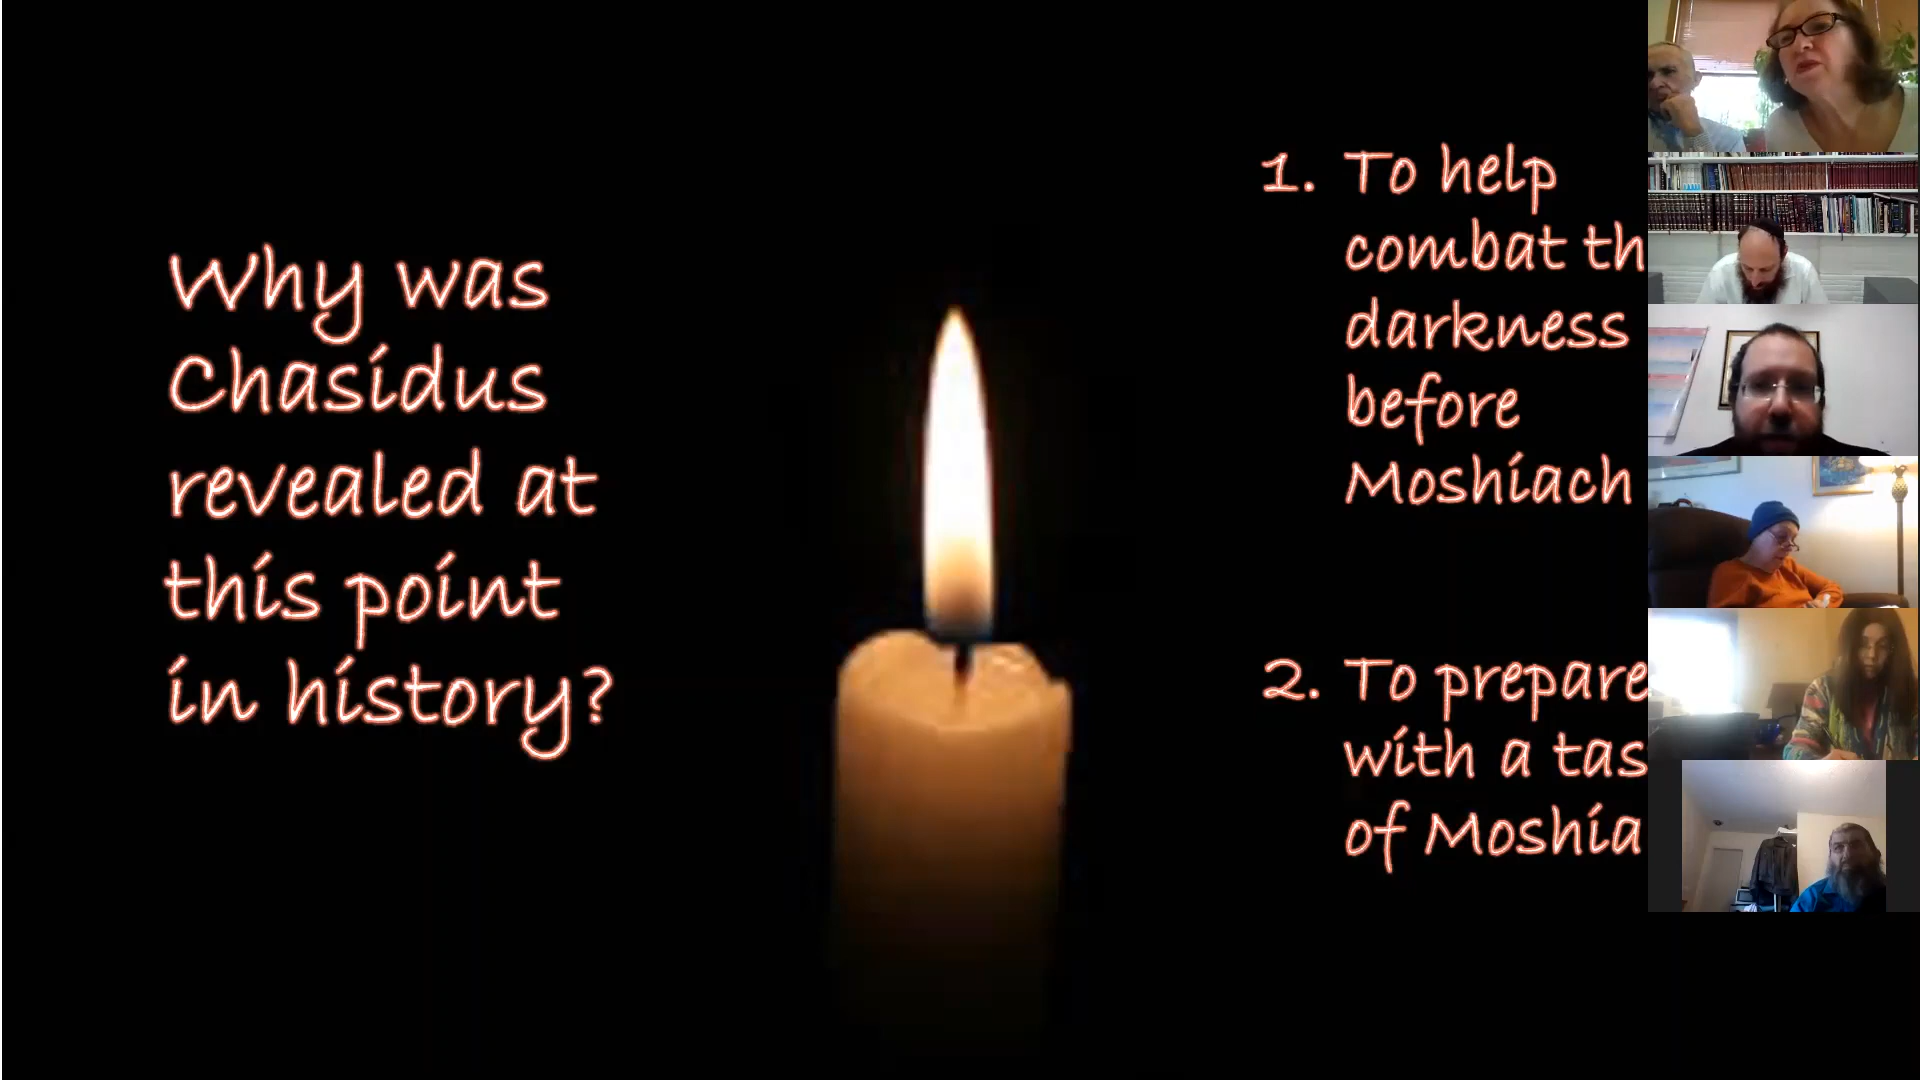 Why was
Chasidus
revealed at
this point
in history?
1. To help
combat th
darkness
before
Moshiach
2. To prepare
with a tas
of Moshia